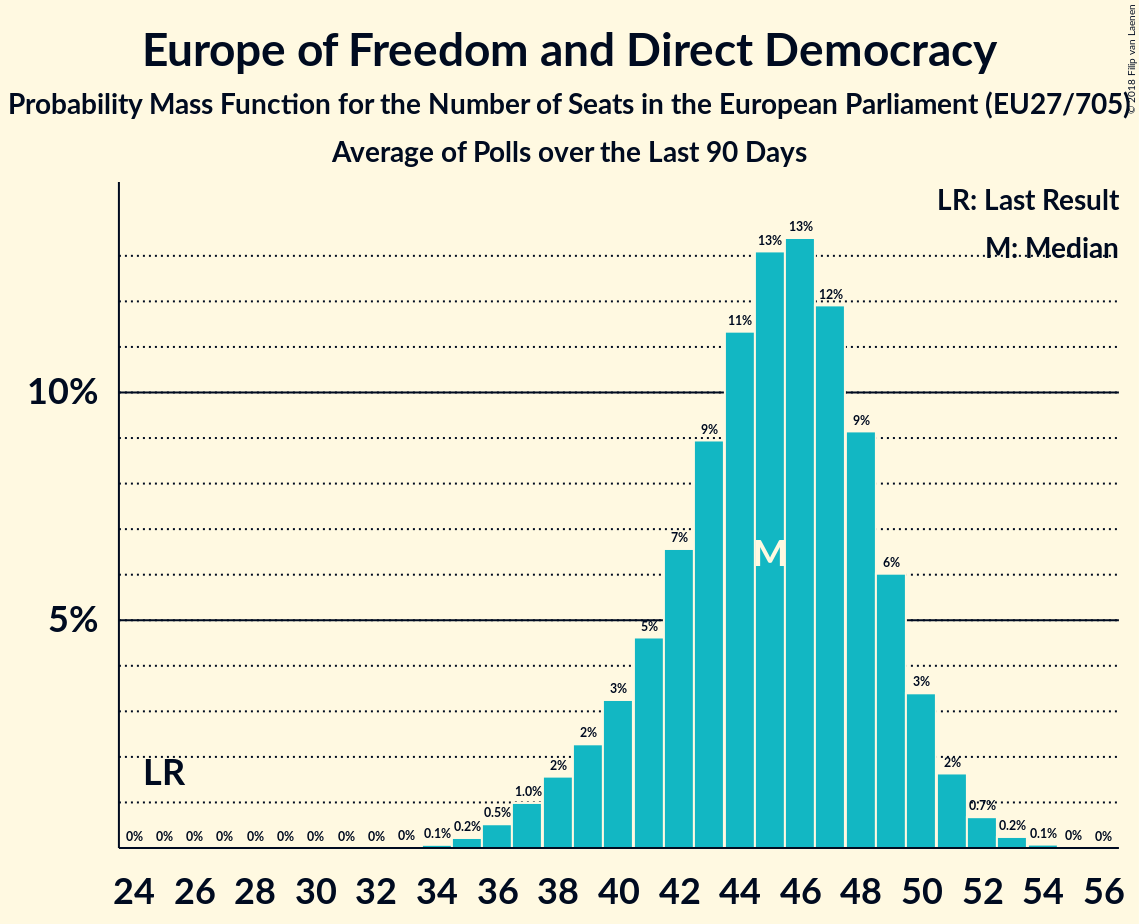 Europe of Freedom and Direct Democracy
Probability Mass Function for the Number of Seats in the European Parliament (EU27/705)
Average of Polls over the Last 90 Days
© 2018 Filip van Laenen
LR: Last Result
M: Median
10%
5%
LR
M
0% 0% 0% 0% 0% 0% 0% 0% 0% 0% 0.1% 0.2% 0.5% 1.0% 2% 2% 3% 5% 7% 9% 11% 13% 13% 12% 9% 6% 3% 2% 0.7% 0.2% 0.1% 0% 0%
24 26 28 30 32 34 36 38 40 42 44 46 48 50 52 54 56